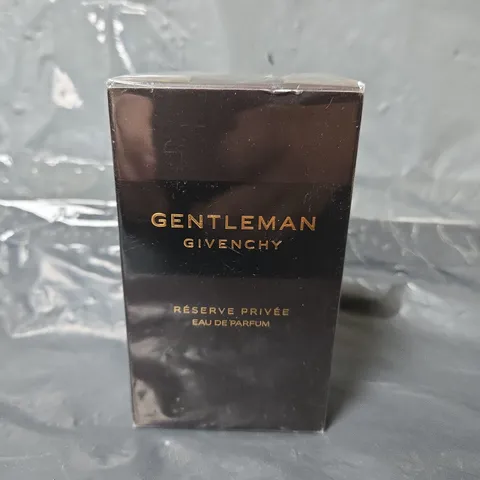 GENTLEMAN
GIVENCHY
RÉSERVE PRIVÉE
EAU DE PARFUM